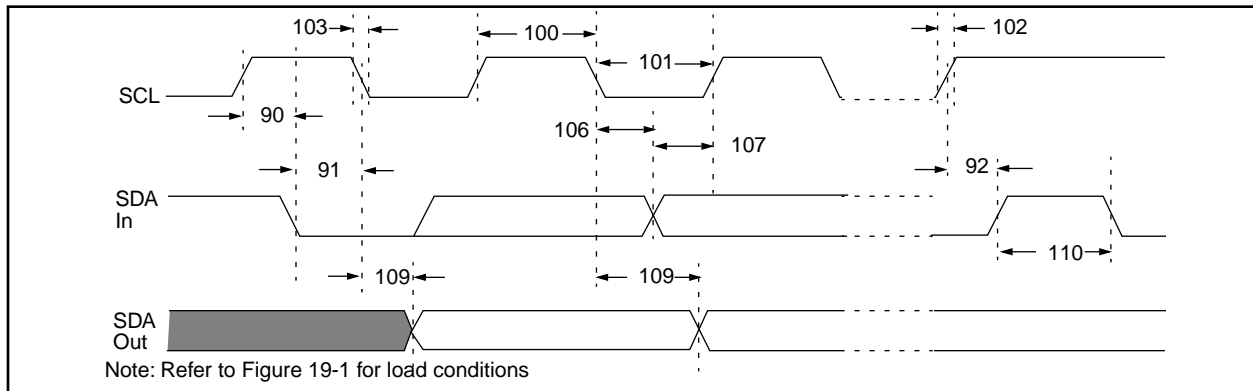 103
100
101
102
SCL
90
106
107
91
92
SDA
In
109
109
110
SDA
Out
Note: Refer to Figure 19-1 for load conditions